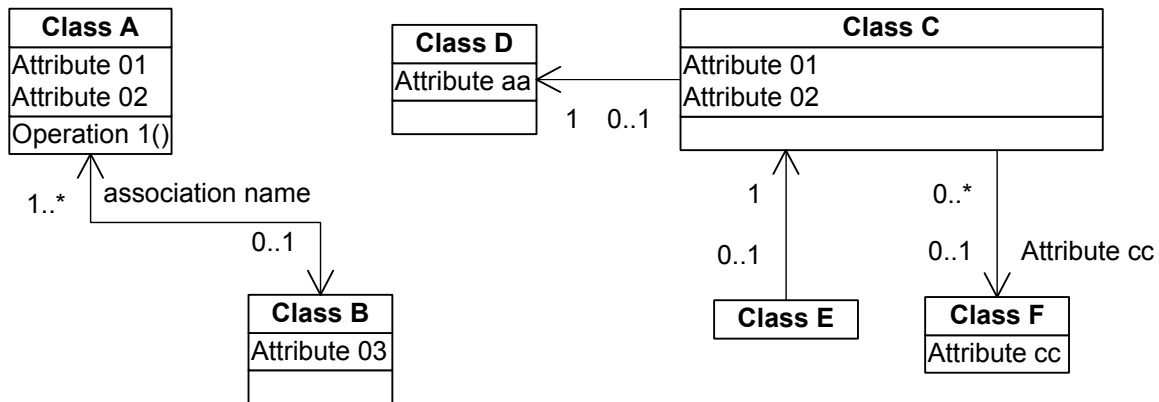 Class A
Attribute 01
Attribute 02
Operation 1()
1..*
association name
0..1
Class B
Attribute 03
Class D
Attribute aa
1
0..1
Class C
Attribute 01
Attribute 02
1
0..1
Class E
0..*
0..1
Attribute cc
Class F
Attribute cc